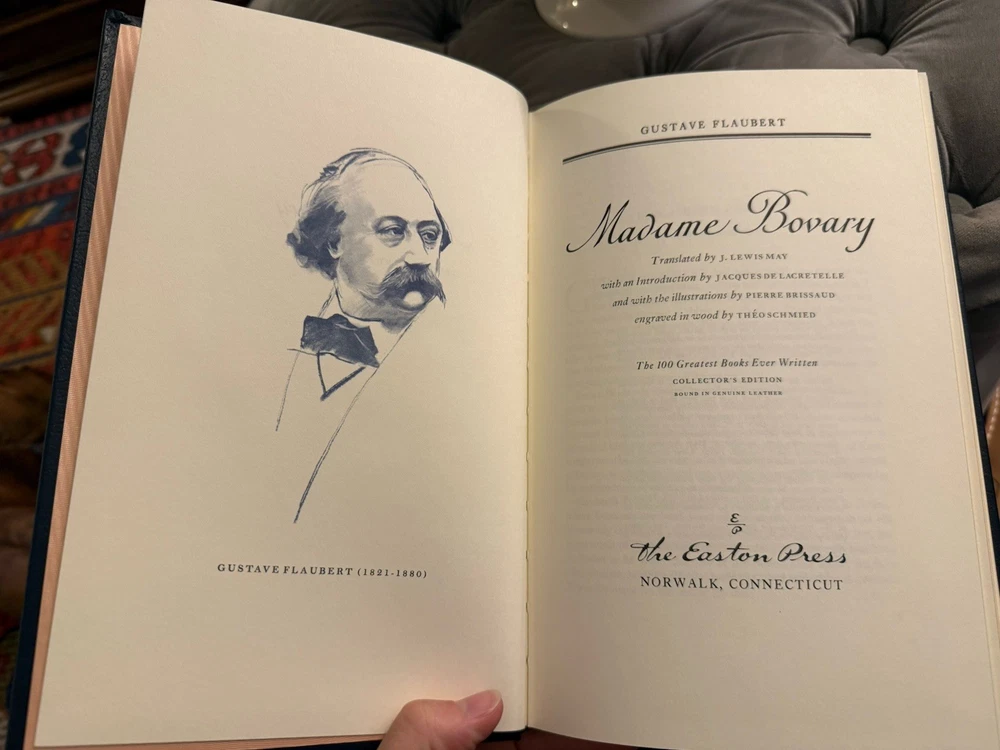 GUSTAVE FLAUBERT (1821-1880)
GUSTAVE FLAUBERT
Madame Bovary
Translated by J. LEWIS MAY
with an Introduction by JACQUES DE LACRETELLE
and with the illustrations by PIERRE BRISSAUD
engraved in wood by THÉO SCHMIED
The 100 Greatest Books Ever Written
COLLECTOR'S EDITION
BOUND IN GENUINE LEATHER
E
P
the Easton Press
NORWALK, CONNECTICUT